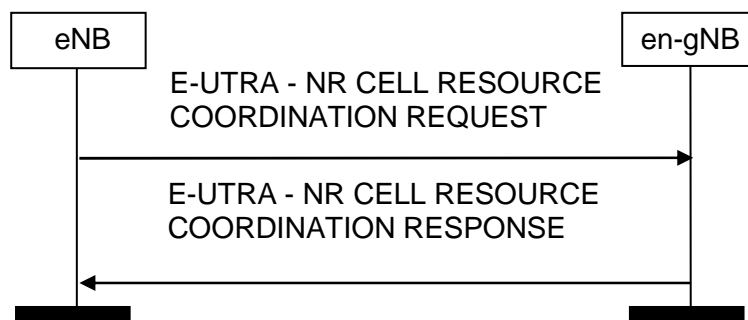 eNB
en-gNB
E-UTRA - NR CELL RESOURCE
COORDINATION REQUEST
E-UTRA - NR CELL RESOURCE
COORDINATION RESPONSE